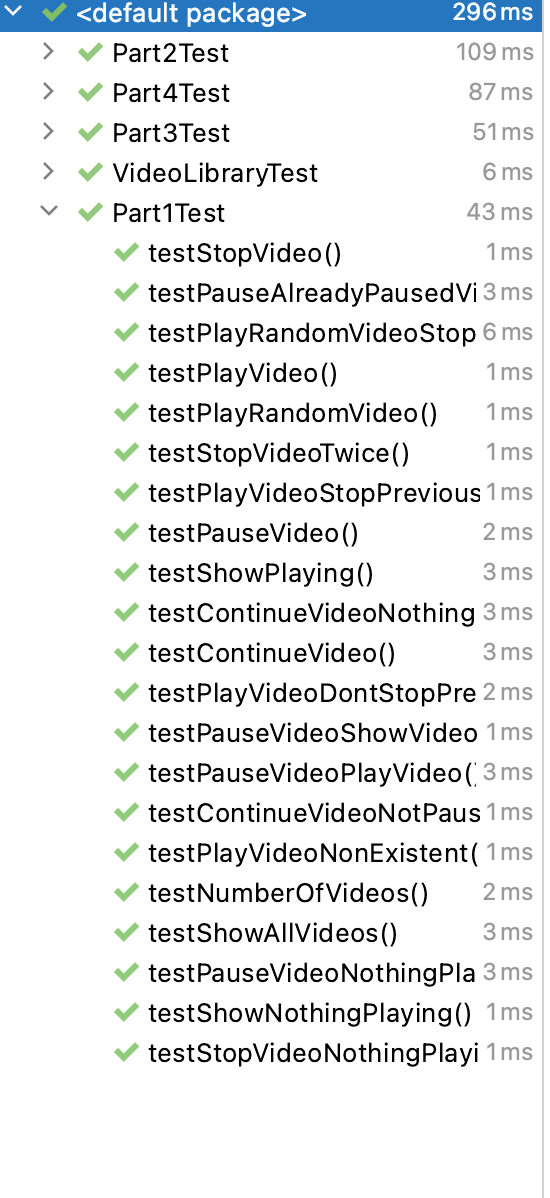 <default package> 296 ms
Part2Test 109 ms
Part4Test 87 ms
Part3Test 51 ms
VideoLibraryTest 6 ms
Part1Test 43 ms
testStopVideo() 1 ms
testPauseAlreadyPausedVi 3 ms
testPlayRandomVideoStop 6 ms
testPlayVideo() 1 ms
testPlayRandomVideo() 1 ms
testStopVideoTwice() 1 ms
testPlayVideoStopPrevious 1 ms
testPauseVideo() 2 ms
testShowPlaying() 3 ms
testContinueVideoNothing 3 ms
testContinueVideo() 3 ms
testPlayVideoDontStopPre 2 ms
testPauseVideoShowVideo 1 ms
testPauseVideoPlayVideo() 3 ms
testContinueVideoNotPaus 1 ms
testPlayVideoNonExistent( 1 ms
testNumberOfVideos() 2 ms
testShowAllVideos() 3 ms
testPauseVideoNothingPla 3 ms
testShowNothingPlaying() 1 ms
testStopVideoNothingPlayi 1 ms